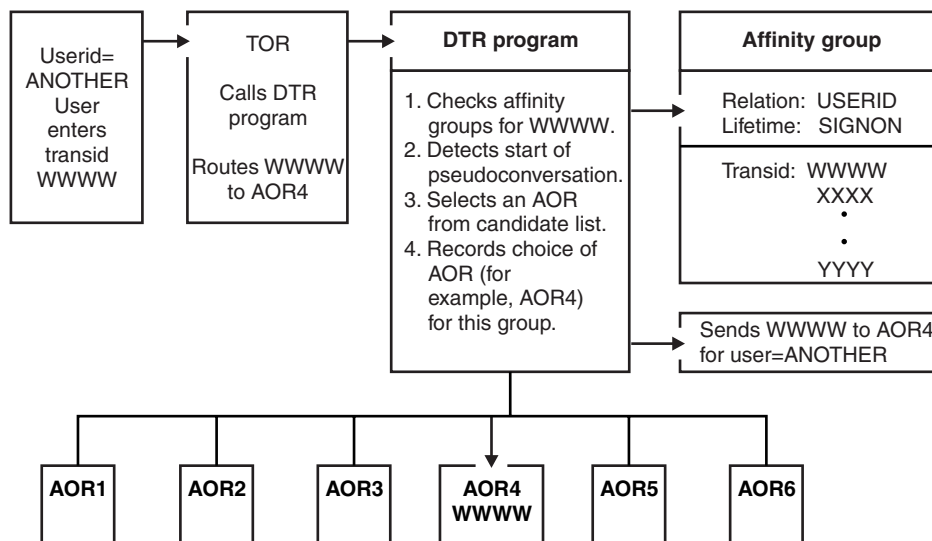 Userid=
ANOTHER
User
enters
transid
WWWW
TOR
Calls DTR
program
Routes WWWW
to AOR4
DTR program
1. Checks affinity
groups for WWWW.
2. Detects start of
pseudoconversation.
3. Selects an AOR
from candidate list.
4. Records choice of
AOR (for
example, AOR4)
for this group.
Affinity group
Relation: USERID
Lifetime: SIGNON
Transid: WWWW
XXXX
•
•
YYYY
Sends WWWW to AOR4
for user=ANOTHER
AOR1
AOR2
AOR3
AOR4
WWWW
AOR5
AOR6